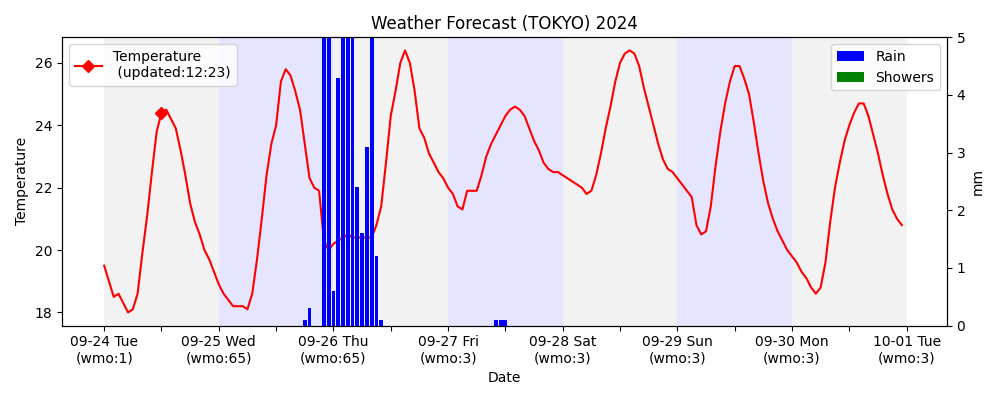 Weather Forecast (TOKYO) 2024
Temperature
(updated:12:23)
Rain
Showers
26
24
22
20
18
Temperature
5
4
3
2
1
0
mm
09-24 Tue
(wmo:1)
09-25 Wed
(wmo:65)
09-26 Thu
(wmo:65)
09-27 Fri
(wmo:3)
09-28 Sat
(wmo:3)
09-29 Sun
(wmo:3)
09-30 Mon
(wmo:3)
10-01 Tue
(wmo:3)
Date